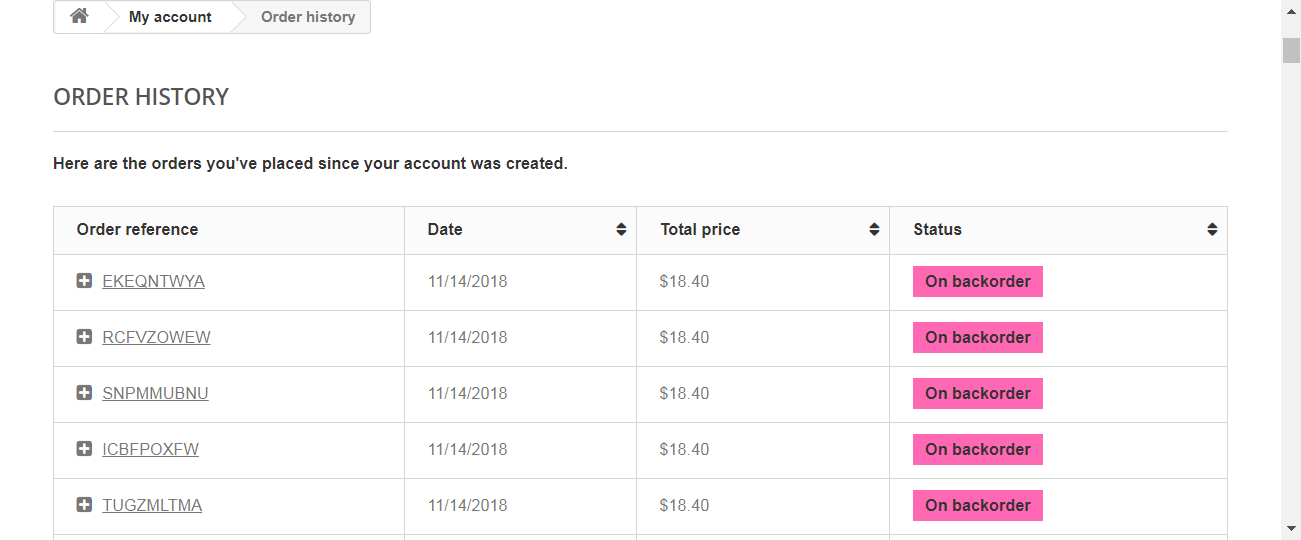 My account Order history
ORDER HISTORY
Here are the orders you've placed since your account was created.
Order reference Date Total price Status
EKEQNTWYA 11/14/2018 $18.40 On backorder
RCFVZOWEW 11/14/2018 $18.40 On backorder
SNPMMUBNU 11/14/2018 $18.40 On backorder
ICBFPOXFW 11/14/2018 $18.40 On backorder
TUGZMLTMA 11/14/2018 $18.40 On backorder